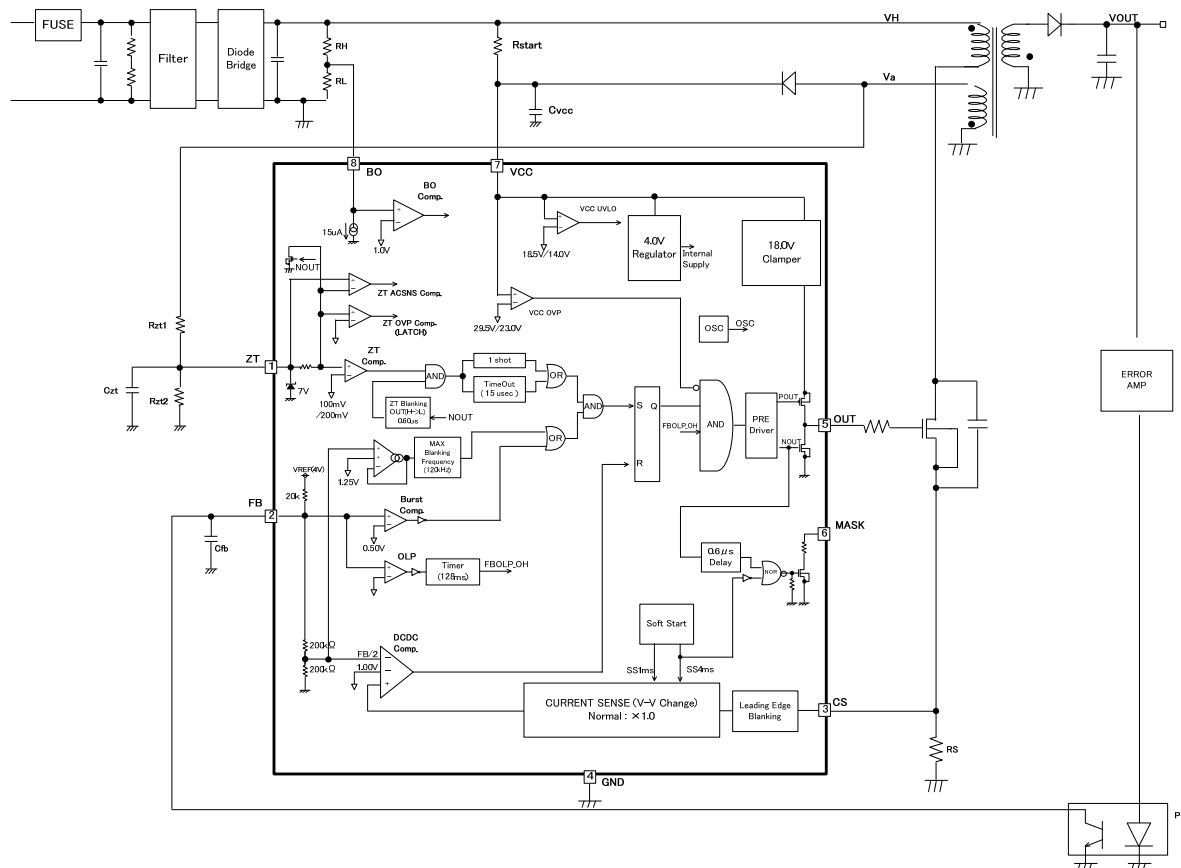 FUSE
Filter
Diode
Bridge
RH
RL
Rstart
VH
VOUT
Va
Cvcc
8
BO
7
VCC
BO
Comp.
15uA
1.0V
VCC UVLO
18.5V/14.0V
4.0V
Regulator
Internal
Supply
18.0V
Clamper
NOUT
ZT ACSNS Comp.
ZT OVP Comp.
(LATCH)
VCC OVP
29.5V/23.0V
OSC
OSC
Rzt1
ZT
1
Czt
Rzt2
7V
ZT
Comp.
100mV
/200mV
AND
1 shot
TimeOut
( 15 usec )
OR
ZT Blanking
OUT(H->L)
0.60us
NOUT
AND
OR
S
Q
R
FBOLP_OH
AND
PRE
Driver
POUT
NOUT
5
OUT
ERROR
AMP
1.25V
MAX
Blanking
Frequency
(120kHz)
VREF(4V)
20k
FB
2
Cfb
Burst
Comp.
0.50V
OLP
Timer
(128ms)
FBOLP_OH
6
MASK
0.6μs
Delay
NOR
Soft Start
SS1ms
SS4ms
200kΩ
200kΩ
FB/2
1.00V
DCDC
Comp.
CURRENT SENSE (V-V Change)
Normal : ×1.0
Leading Edge
Blanking
3
CS
RS
4
GND
P